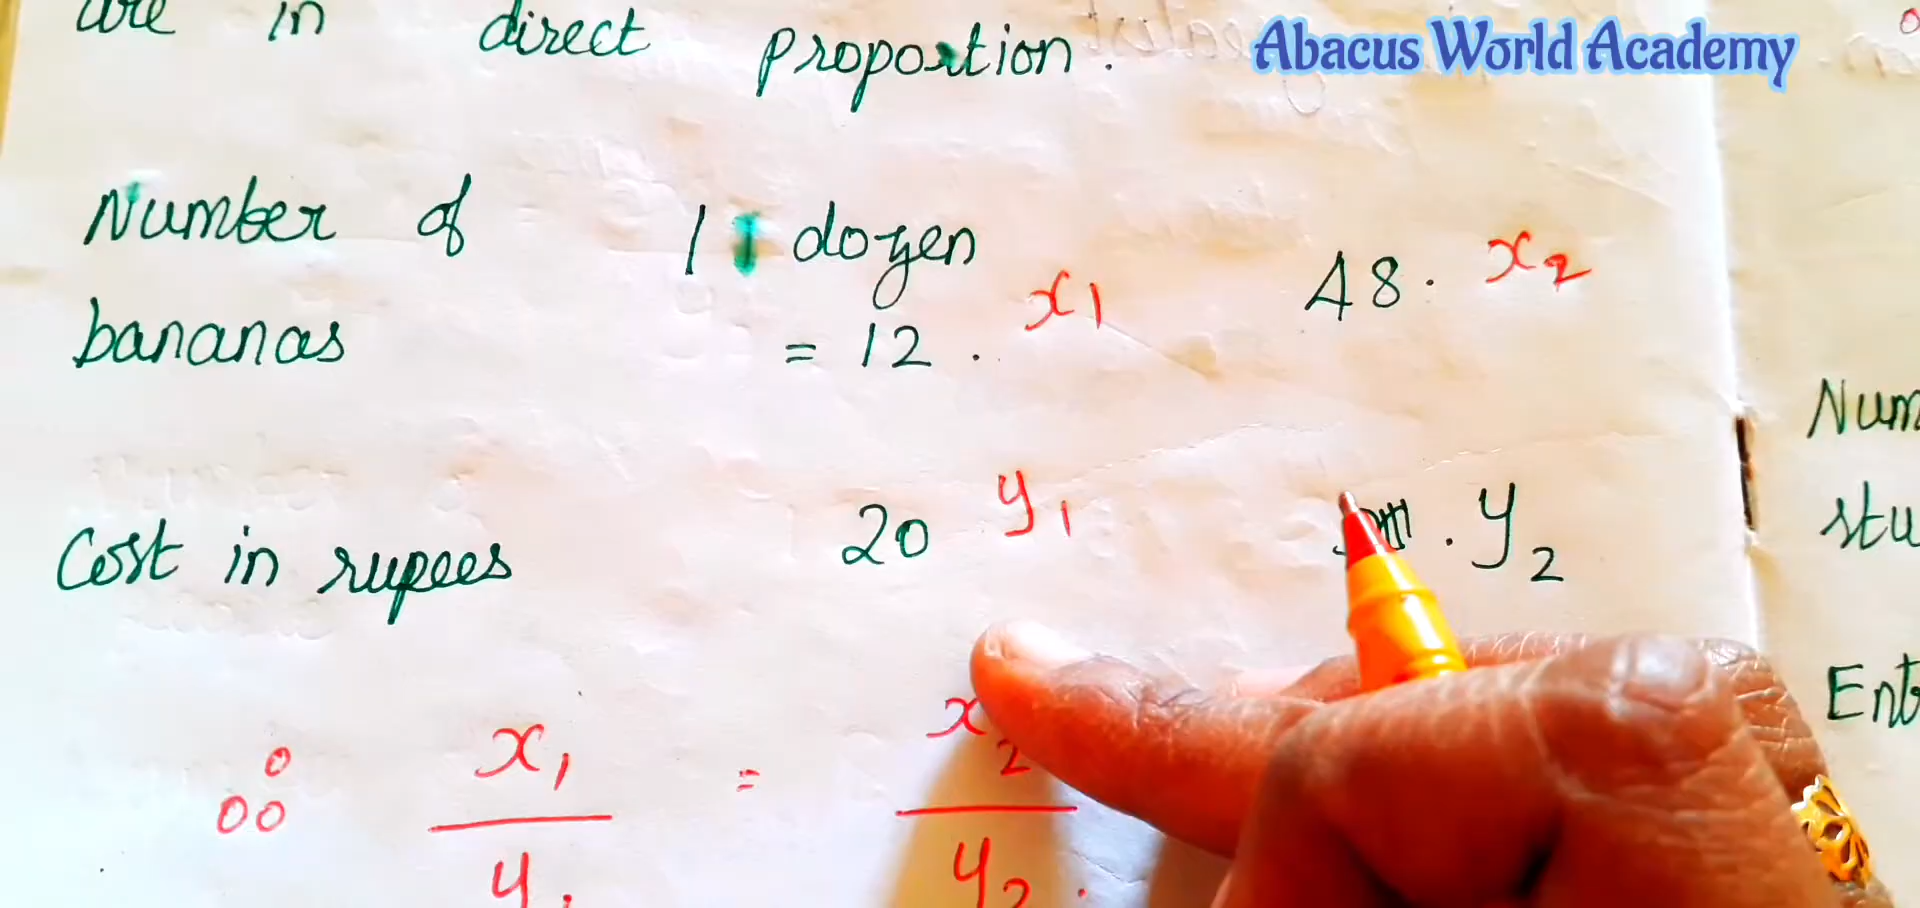 are in direct proportion.
Abacus World Academy
Number of 1 dozen
bananas = 12. x1 48. x2
Cost in rupees 20 y1 . y2
x1 = x2
y1 y2.
Num
stu
Ent